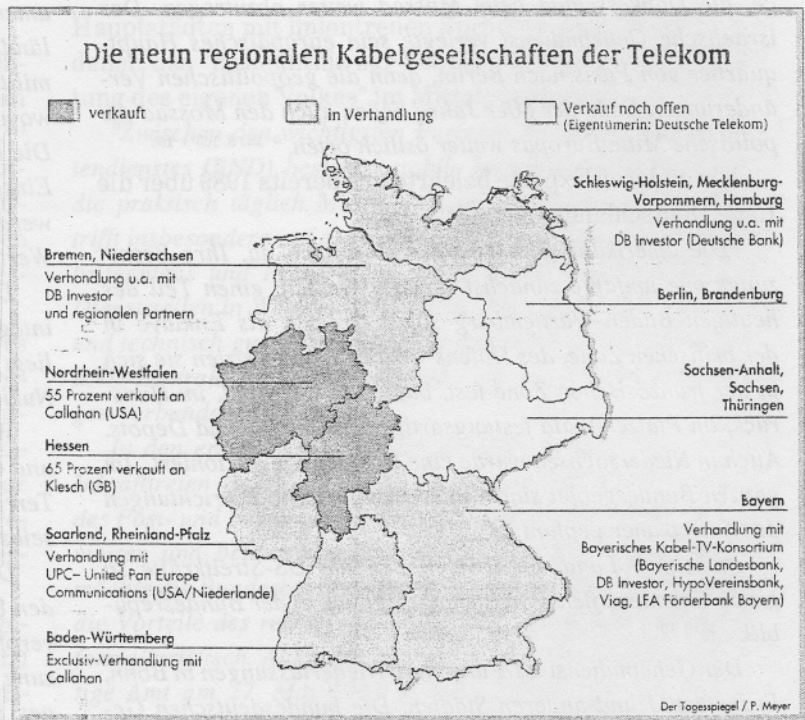 Die neun regionalen Kabelgesellschaften der Telekom
verkauft
in Verhandlung
Verkauf noch offen
(Eigentümerin: Deutsche Telekom)
Schleswig-Holstein, Mecklenburg-
Vorpommern, Hamburg
Verhandlung u.a. mit
DB Investor (Deutsche Bank)
Bremen, Niedersachsen
Verhandlung u.a. mit
DB Investor
und regionalen Partnern
Berlin, Brandenburg
Nordrhein-Westfalen
55 Prozent verkauft an
Callahan (USA)
Sachsen-Anhalt,
Sachsen,
Thüringen
Hessen
65 Prozent verkauft an
Klesch (GB)
Bayern
Verhandlung mit
Bayerisches Kabel-TV-Konsortium
(Bayerische Landesbank,
DB Investor, HypoVereinsbank,
Viag, LFA Förderbank Bayern)
Saarland, Rheinland-Pfalz
Verhandlung mit
UPC– United Pan Europe
Communications (USA/Niederlande)
Baden-Württemberg
Exclusiv-Verhandlung mit
Callahan
Der Tagesspiegel / P. Meyer